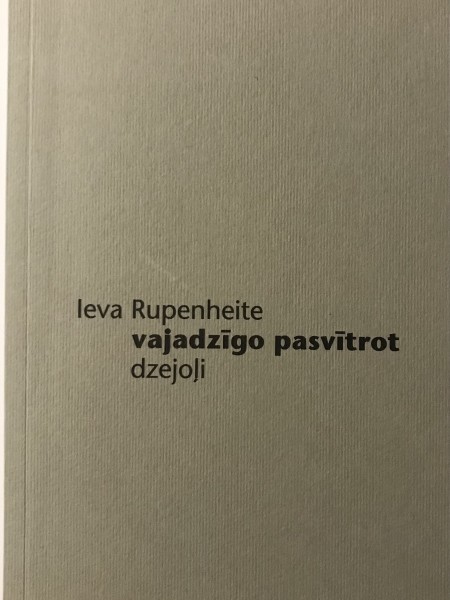 Ieva Rupenheite
vajadzīgo pasvītrot
dzejoļi